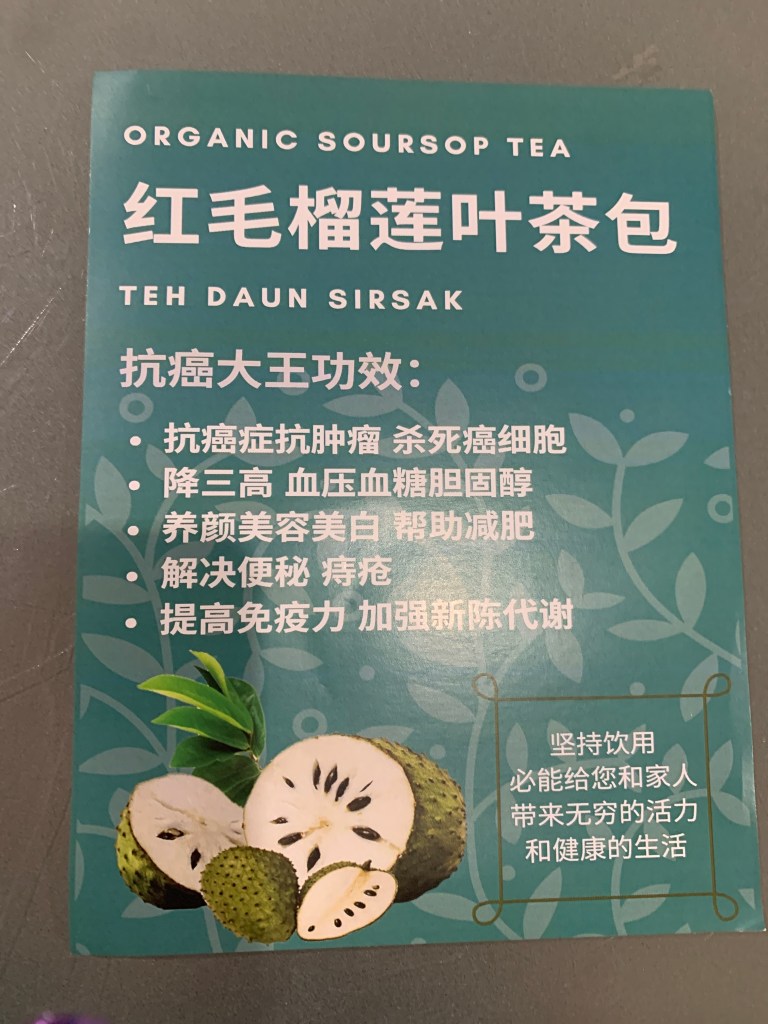 ORGANIC SOURSOP TEA
红毛榴莲叶茶包
TEH DAUN SIRSAK
抗癌大王功效：
• 抗癌症抗肿瘤 杀死癌细胞
• 降三高 血压血糖胆固醇
• 养颜美容美白 帮助减肥
• 解决便秘 痔疮
• 提高免疫力 加强新陈代谢
坚持饮用
必能给您和家人
带来无穷的活力
和健康的生活